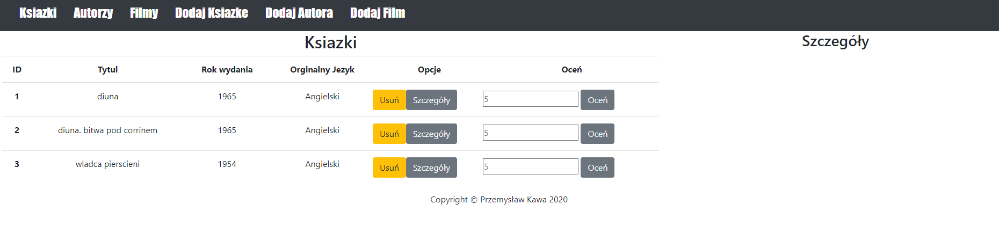 Ksiazki Autorzy Filmy Dodaj Ksiazke Dodaj Autora Dodaj Film
Ksiazki
Szczegóły
ID Tytul Rok wydania Orginalny Jezyk Opcje Oceń
1 diuna 1965 Angielski Usuń Szczegóły 5 Oceń
2 diuna. bitwa pod corrinem 1965 Angielski Usuń Szczegóły 5 Oceń
3 wladca pierscieni 1954 Angielski Usuń Szczegóły 5 Oceń
Copyright © Przemysław Kawa 2020